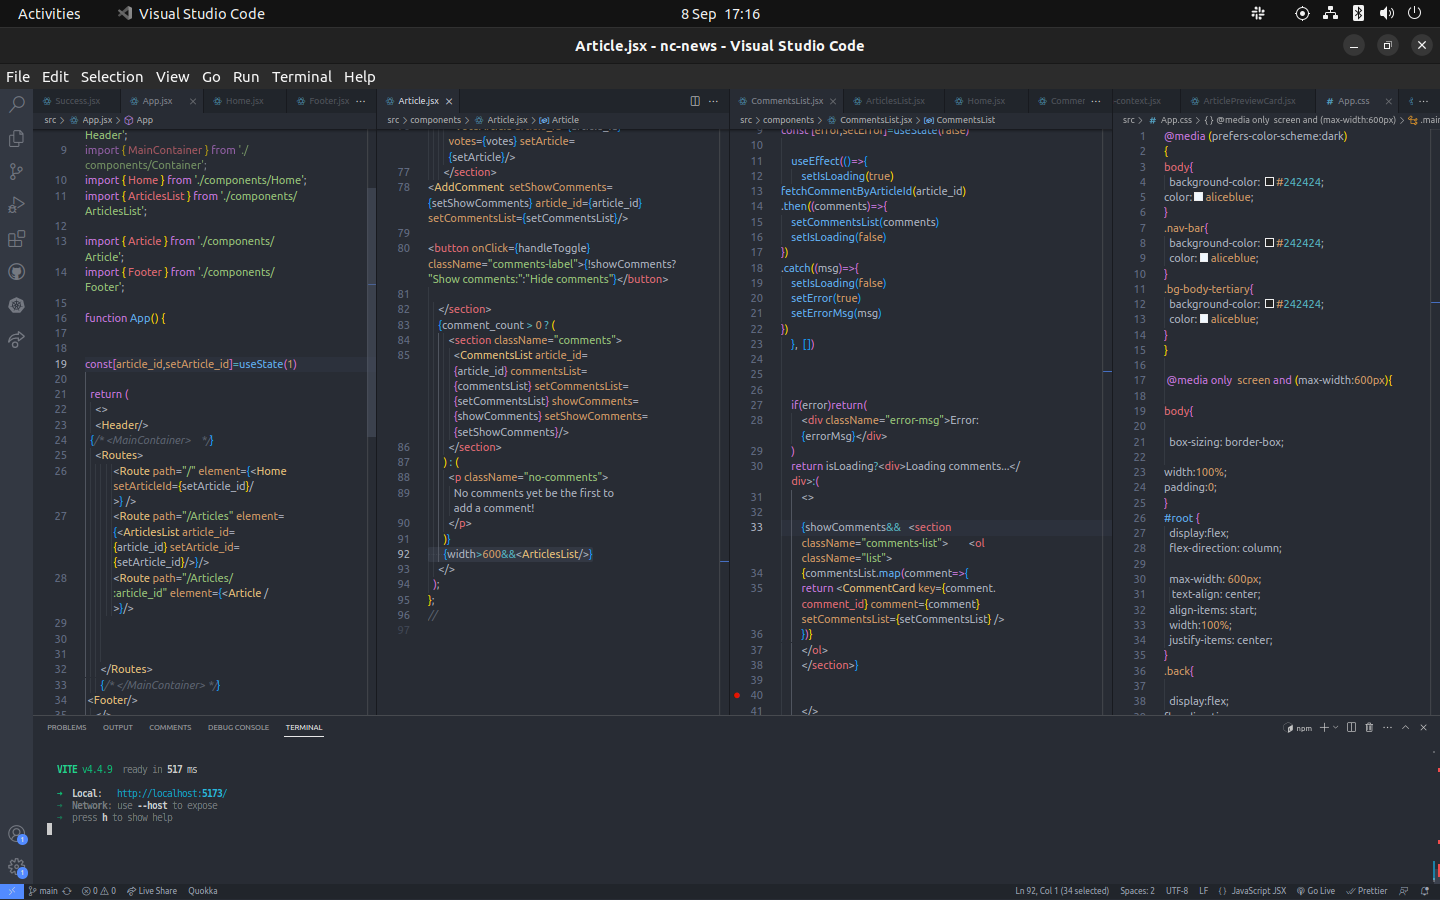 Activities
Visual Studio Code
8 Sep 17:16
Article.jsx - nc-news - Visual Studio Code
File Edit Selection View Go Run Terminal Help
Success.jsx
App.jsx
Home.jsx
Footer.jsx
src > App.jsx > App
Header';
9 import { MainContainer } from './
components/Container';
10 import { Home } from './components/Home';
11 import { ArticlesList } from './components/
ArticlesList';
12
13 import { Article } from './components/
Article';
14 import { Footer } from './components/
Footer';
15
16 function App() {
17
18
19 const[article_id,setArticle_id]=useState(1)
20
21 return (
22 <>
23 <Header/>
24 {/* <MainContainer> */}
25 <Routes>
26 <Route path="/" element={<Home
setArticleId={setArticle_id}/
>} />
27 <Route path="/Articles" element=
{<ArticlesList article_id=
{article_id} setArticle_id=
{setArticle_id}/>}/>
28 <Route path="/Articles/
:article_id" element={<Article /
>}/>
29
30
31
32 </Routes>
33 {/* </MainContainer> */}
34 <Footer/>
35 </>
Article.jsx
src > components > Article.jsx > Article
votes={votes} setArticle=
{setArticle}/>
77 </section>
78 <AddComment setShowComments=
{setShowComments} article_id={article_id}
setCommentsList={setCommentsList}/>
79
80 <button onClick={handleToggle}
className="comments-label">{!showComments?
"Show comments:":"Hide comments"}</button>
81
82 </section>
83 {comment_count > 0 ? (
84 <section className="comments">
85 <CommentsList article_id=
{article_id} commentsList=
{commentsList} setCommentsList=
{setCommentsList} showComments=
{showComments} setShowComments=
{setShowComments}/>
86 </section>
87 ) : (
88 <p className="no-comments">
89 No comments yet be the first to
add a comment!
90 </p>
91 )}
92 {width>600&&<ArticlesList/>}
93 </>
94 );
95 };
96 //
97
CommentsList.jsx
ArticlesList.jsx
Home.jsx
Commer
src > components > CommentsList.jsx > CommentsList
9 const [error,setError]=useState(false)
10
11 useEffect(()=>{
12 setIsLoading(true)
13 fetchCommentByArticleId(article_id)
14 .then((comments)=>{
15 setCommentsList(comments)
16 setIsLoading(false)
17 })
18 .catch((msg)=>{
19 setIsLoading(false)
20 setError(true)
21 setErrorMsg(msg)
22 })
23 }, [])
24
25
26
27 if(error)return(
28 <div className="error-msg">Error:
{errorMsg}</div>
29 )
30 return isLoading?<div>Loading comments...</
div>:(
31 <>
32
33 {showComments&& <section
className="comments-list"> <ol
className="list">
34 {commentsList.map(comment=>{
35 return <CommentCard key={comment.
comment_id} comment={comment}
setCommentsList={setCommentsList} />
36 })}
37 </ol>
38 </section>}
39
40
41 </>
-context.jsx
ArticlePreviewCard.jsx
App.css
src > App.css > {} @media only screen and (max-width:600px) > .main
1 @media (prefers-color-scheme:dark)
2 {
3 body{
4 background-color: #242424;
5 color: aliceblue;
6 }
7 .nav-bar{
8 background-color: #242424;
9 color: aliceblue;
10 }
11 .bg-body-tertiary{
12 background-color: #242424;
13 color: aliceblue;
14 }
15 }
16
17 @media only screen and (max-width:600px){
18
19 body{
20
21 box-sizing: border-box;
22
23 width:100%;
24 padding:0;
25 }
26 #root {
27 display:flex;
28 flex-direction: column;
29
30 max-width: 600px;
31 text-align: center;
32 align-items: start;
33 width:100%;
34 justify-items: center;
35 }
36 .back{
37
38 display:flex;
PROBLEMS OUTPUT COMMENTS DEBUG CONSOLE TERMINAL
npm
VITE v4.4.9 ready in 517 ms
➜ Local: http://localhost:5173/
➜ Network: use --host to expose
➜ press h to show help
1
1
main 0 0 Live Share Quokka
Ln 92, Col 1 (34 selected) Spaces: 2 UTF-8 LF {} JavaScript JSX Go Live Prettier